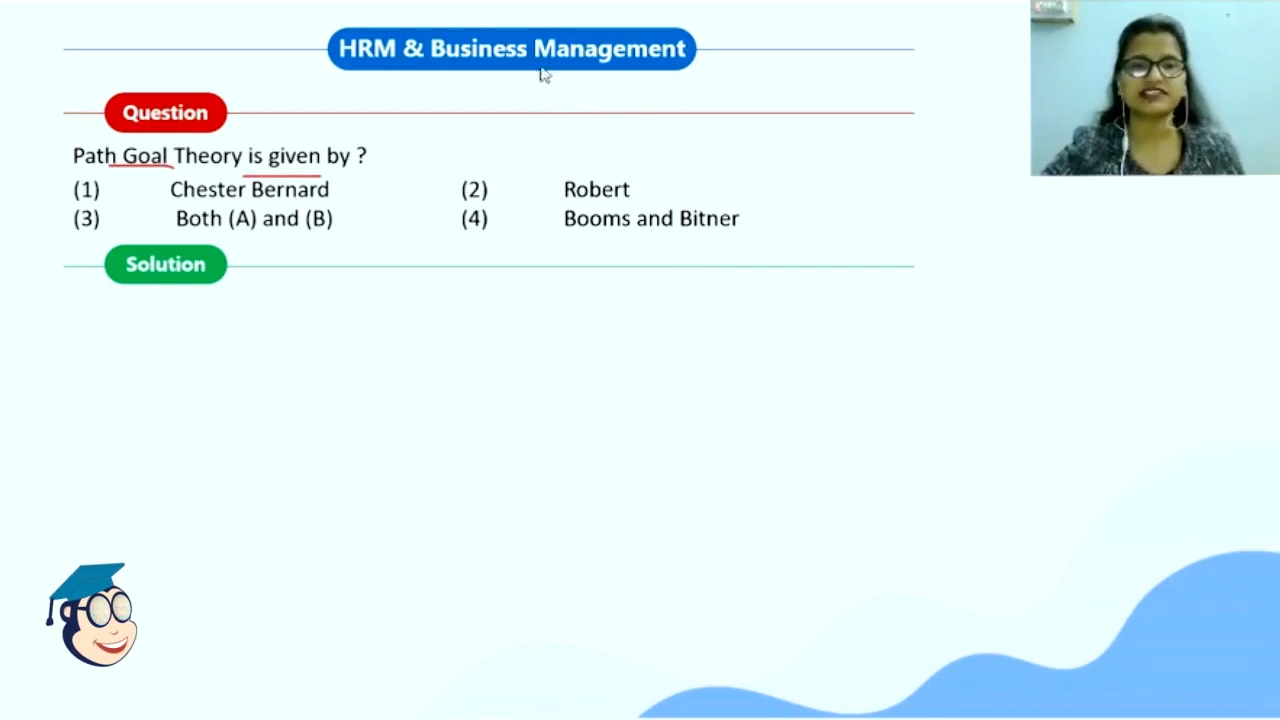 HRM & Business Management
Question
Path Goal Theory is given by ?
(1) Chester Bernard (2) Robert
(3) Both (A) and (B) (4) Booms and Bitner
Solution